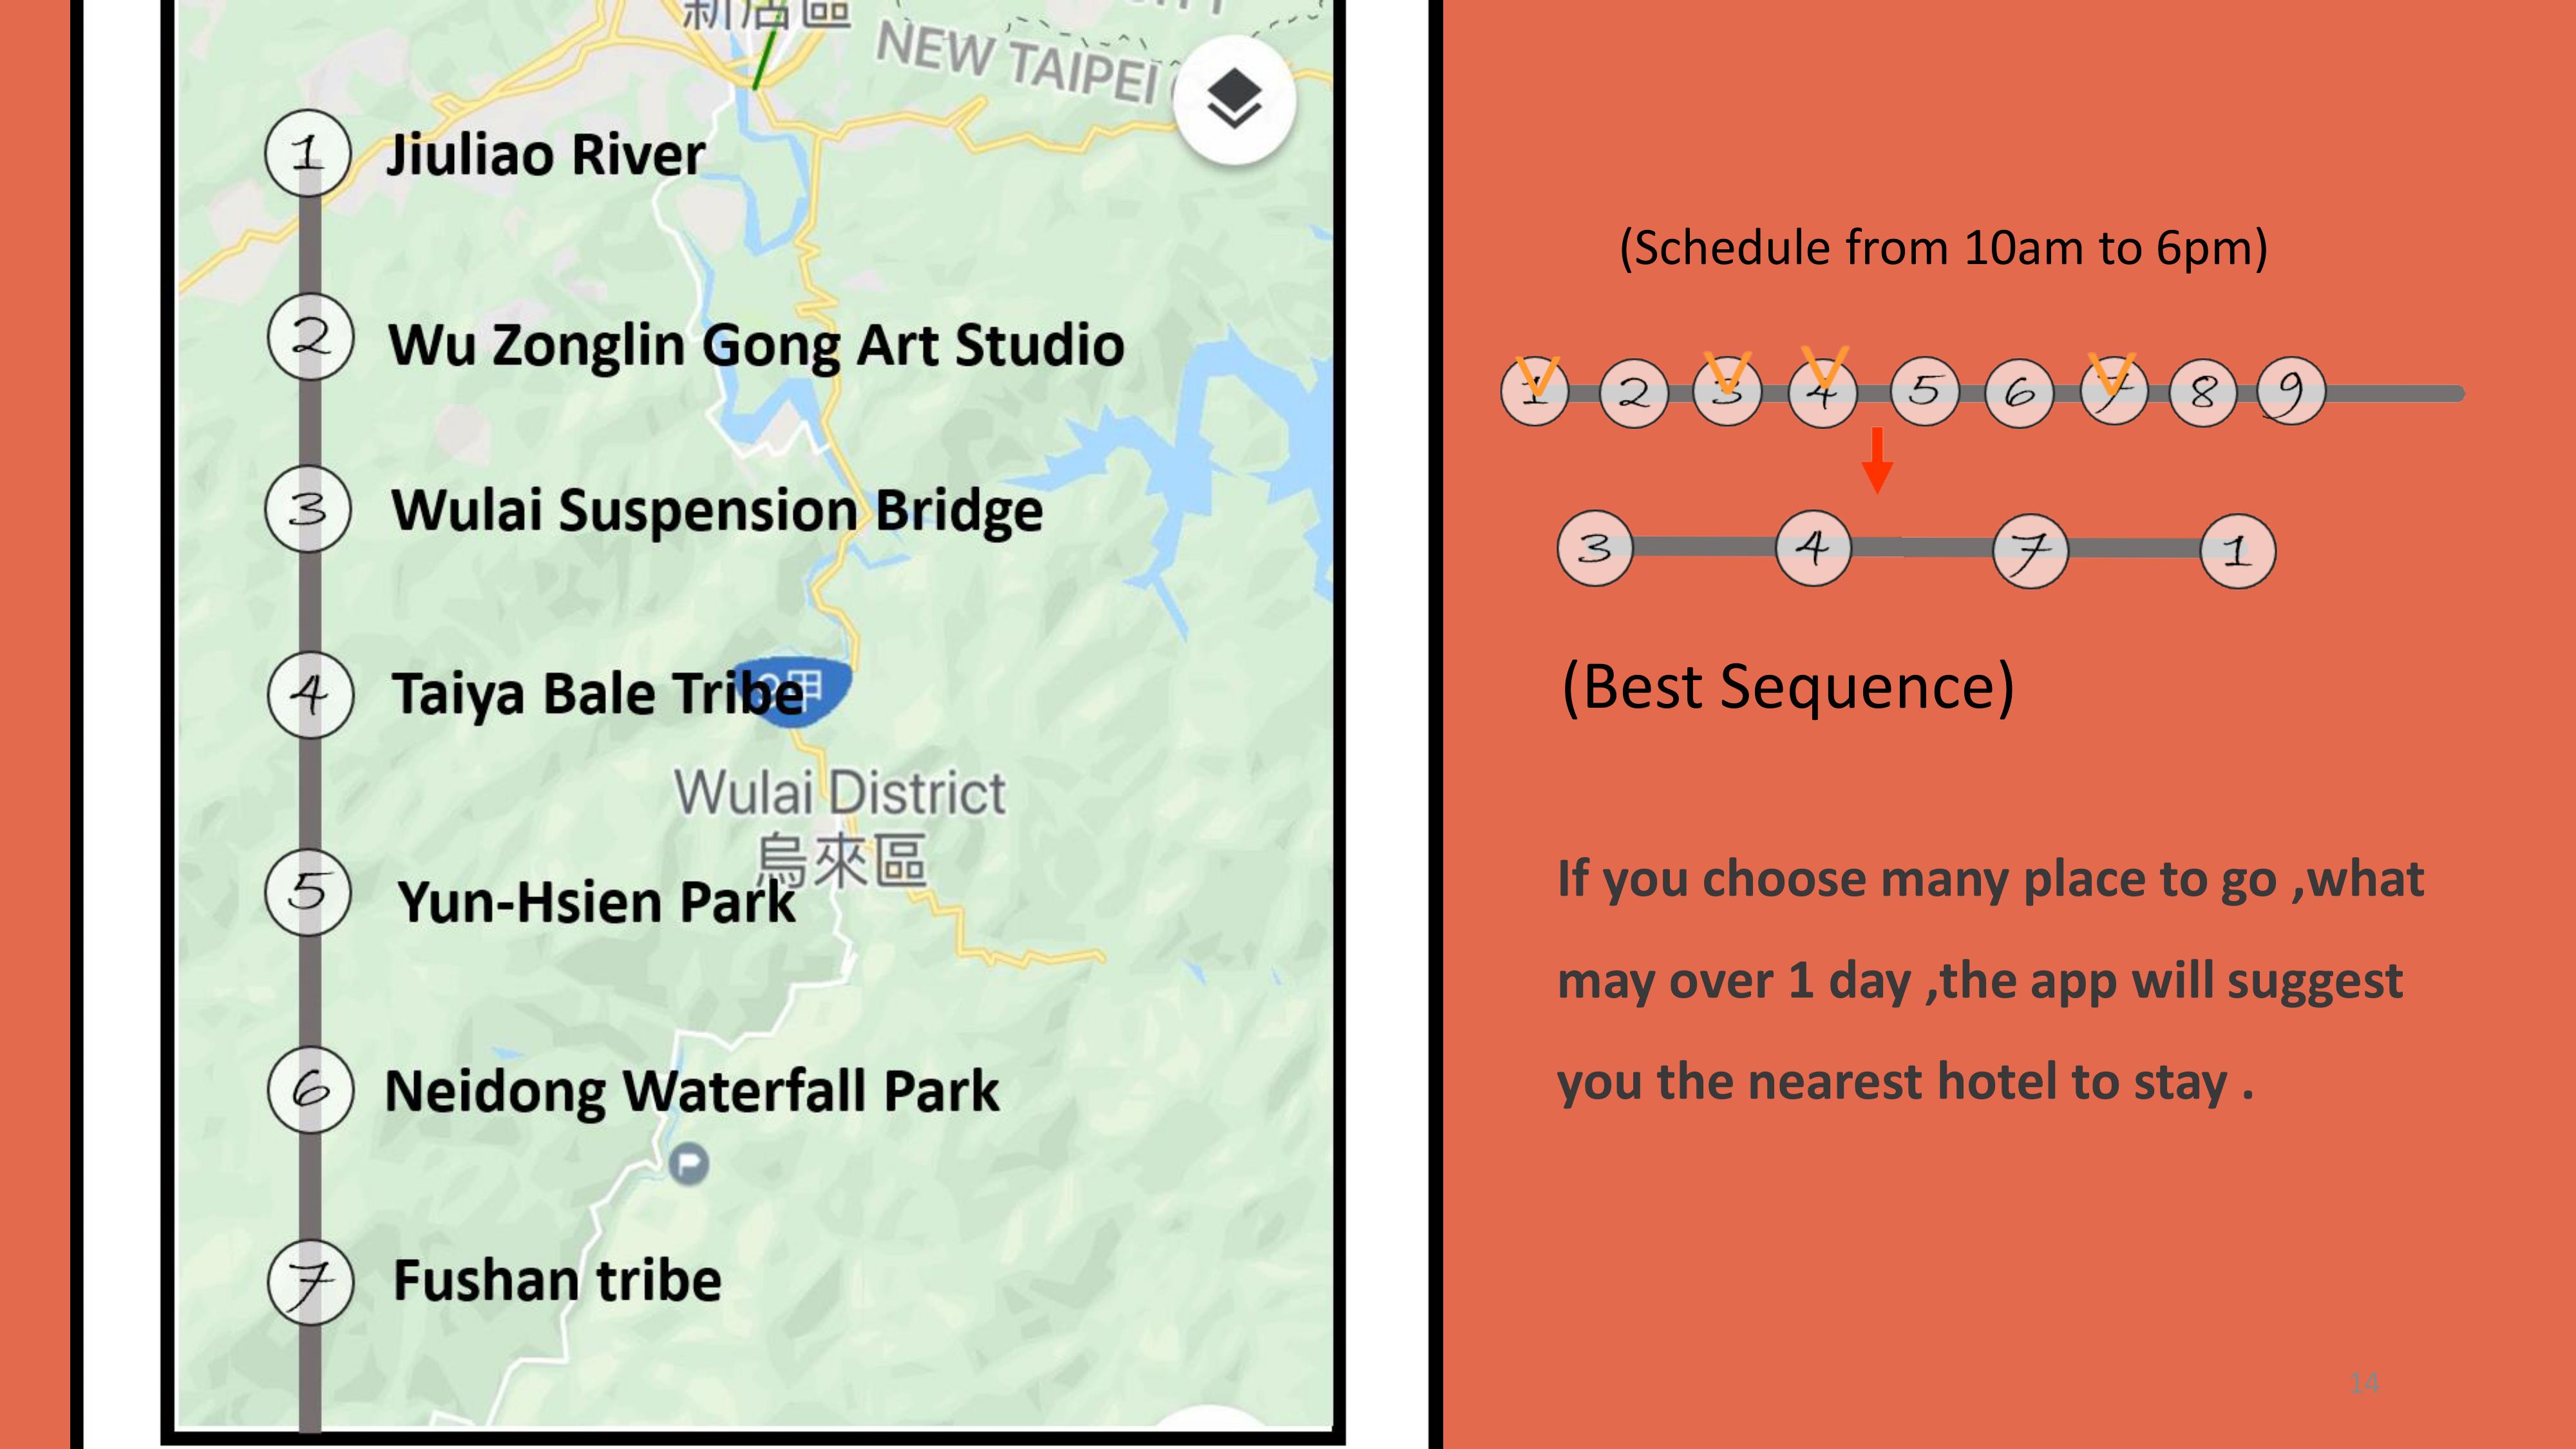 新店區
NEW TAIPEI
1 Jiuliao River
2 Wu Zonglin Gong Art Studio
3 Wulai Suspension Bridge
4 Taiya Bale Tribe
Wulai District
烏來區
5 Yun-Hsien Park
6 Neidong Waterfall Park
7 Fushan tribe
(Schedule from 10am to 6pm)
1 2 3 4 5 6 7 8 9
3 4 7 1
(Best Sequence)
If you choose many place to go ,what
may over 1 day ,the app will suggest
you the nearest hotel to stay .
14